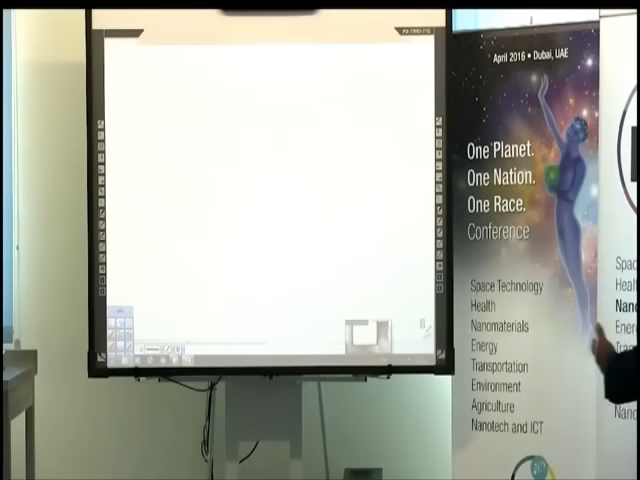 April 2016 • Dubai, UAE
One Planet.
One Nation.
One Race.
Conference
Space Technology
Health
Nanomaterials
Energy
Transportation
Environment
Agriculture
Nanotech and ICT